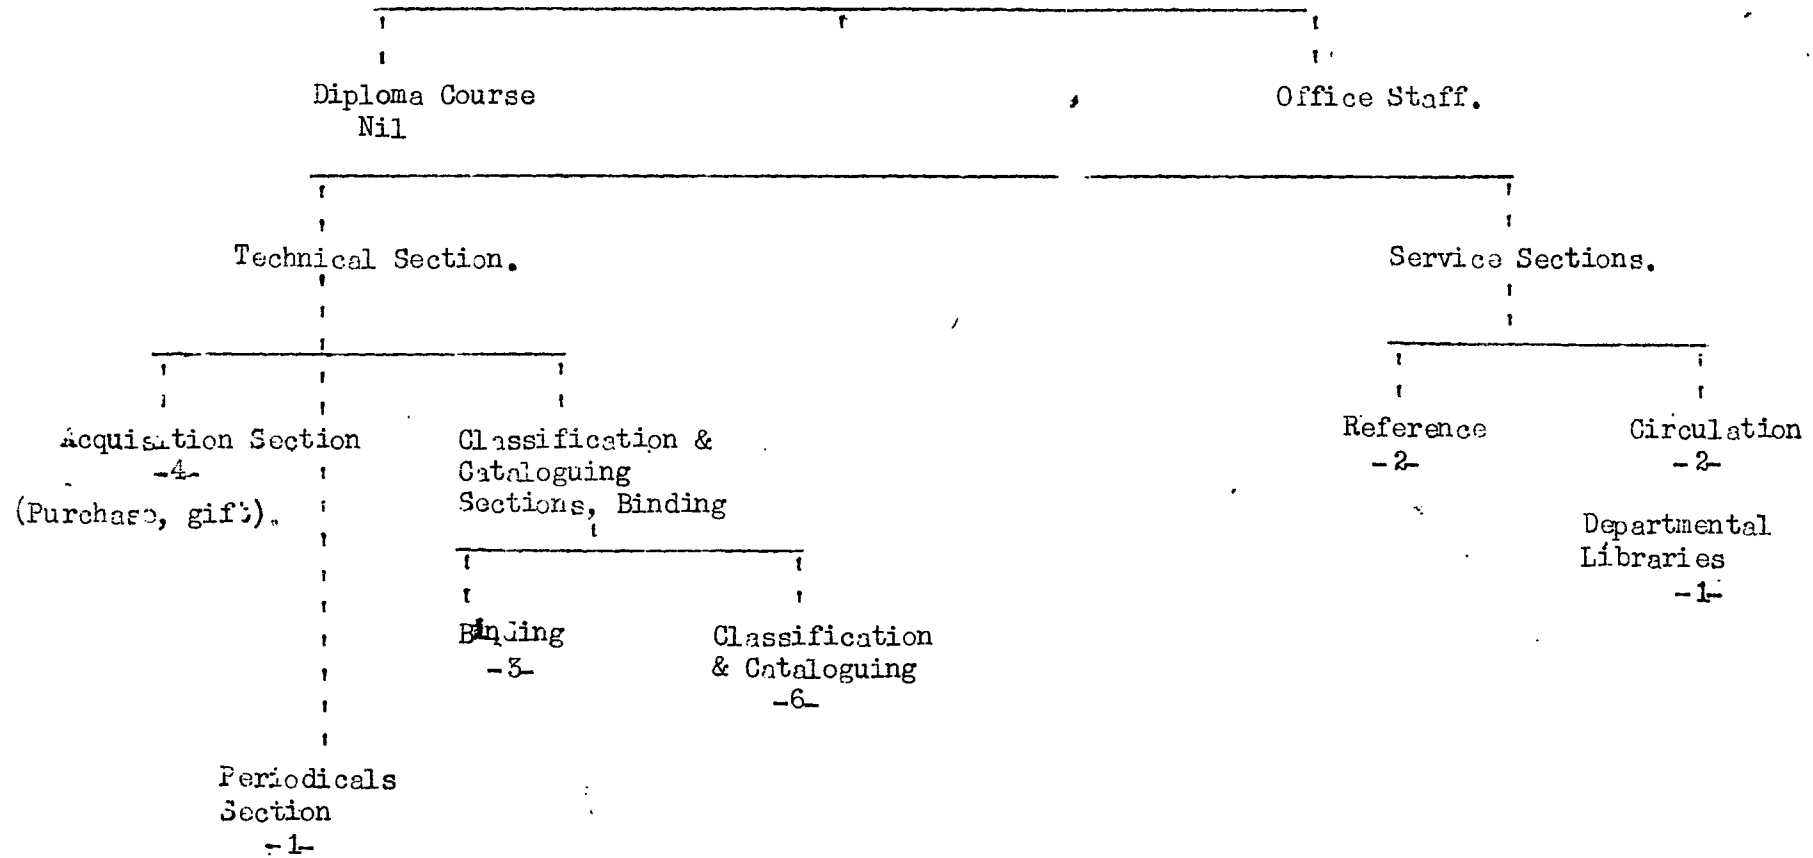 Diploma Course
Nil
Office Staff.
Technical Section.
Service Sections.
Acquisition Section
-4-
(Purchase, gift).
Classification &
Cataloguing
Sections, Binding
Reference
-2-
Circulation
-2-
Departmental
Libraries
-1-
Binding
-3-
Classification
& Cataloguing
-6-
Periodicals
Section
-1-